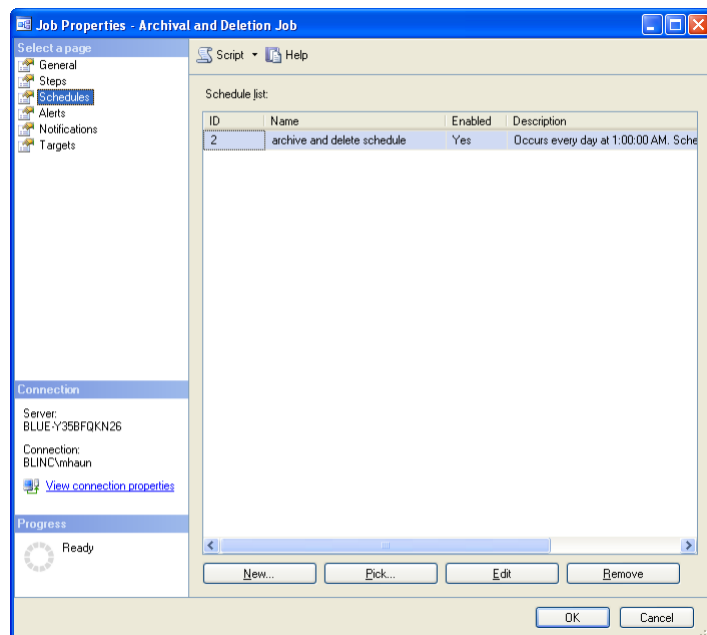 Job Properties - Archival and Deletion Job
Select a page
General
Steps
Schedules
Alerts
Notifications
Targets
Script
Help
Schedule list:
ID Name Enabled Description
2 archive and delete schedule Yes Occurs every day at 1:00:00 AM. Sche
Connection
Server:
BLUE-Y35BFQKN26
Connection:
BLINC\mhaun
View connection properties
Progress
Ready
New... Pick... Edit Remove
OK Cancel